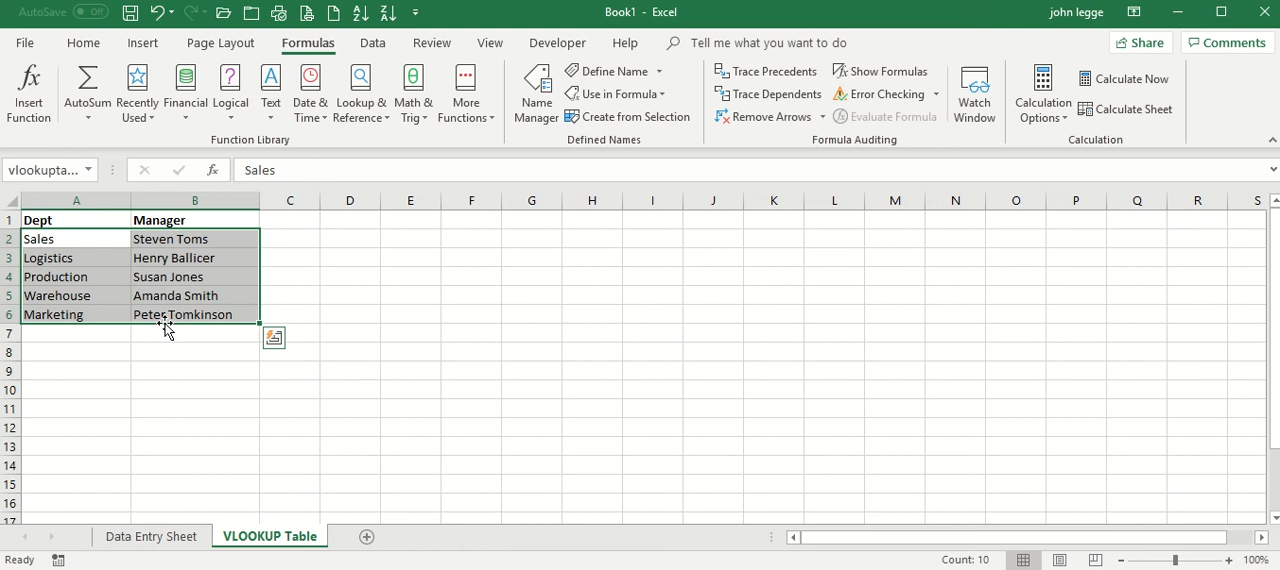 AutoSave Off Book1 - Excel john legge
File Home Insert Page Layout Formulas Data Review View Developer Help Tell me what you want to do Share Comments
Insert Function
AutoSum
Recently Used
Financial
Logical
Text
Date & Time
Lookup & Reference
Math & Trig
More Functions
Function Library
Name Manager
Define Name
Use in Formula
Create from Selection
Defined Names
Trace Precedents
Trace Dependents
Remove Arrows
Show Formulas
Error Checking
Evaluate Formula
Watch Window
Formula Auditing
Calculation Options
Calculate Now
Calculate Sheet
Calculation
vlookupta... fx Sales
A B C D E F G H I J K L M N O P Q R S
1 Dept Manager
2 Sales Steven Toms
3 Logistics Henry Ballicer
4 Production Susan Jones
5 Warehouse Amanda Smith
6 Marketing Peter Tomkinson
7
8
9
10
11
12
13
14
15
16
17
Data Entry Sheet VLOOKUP Table
Ready Count: 10 100%